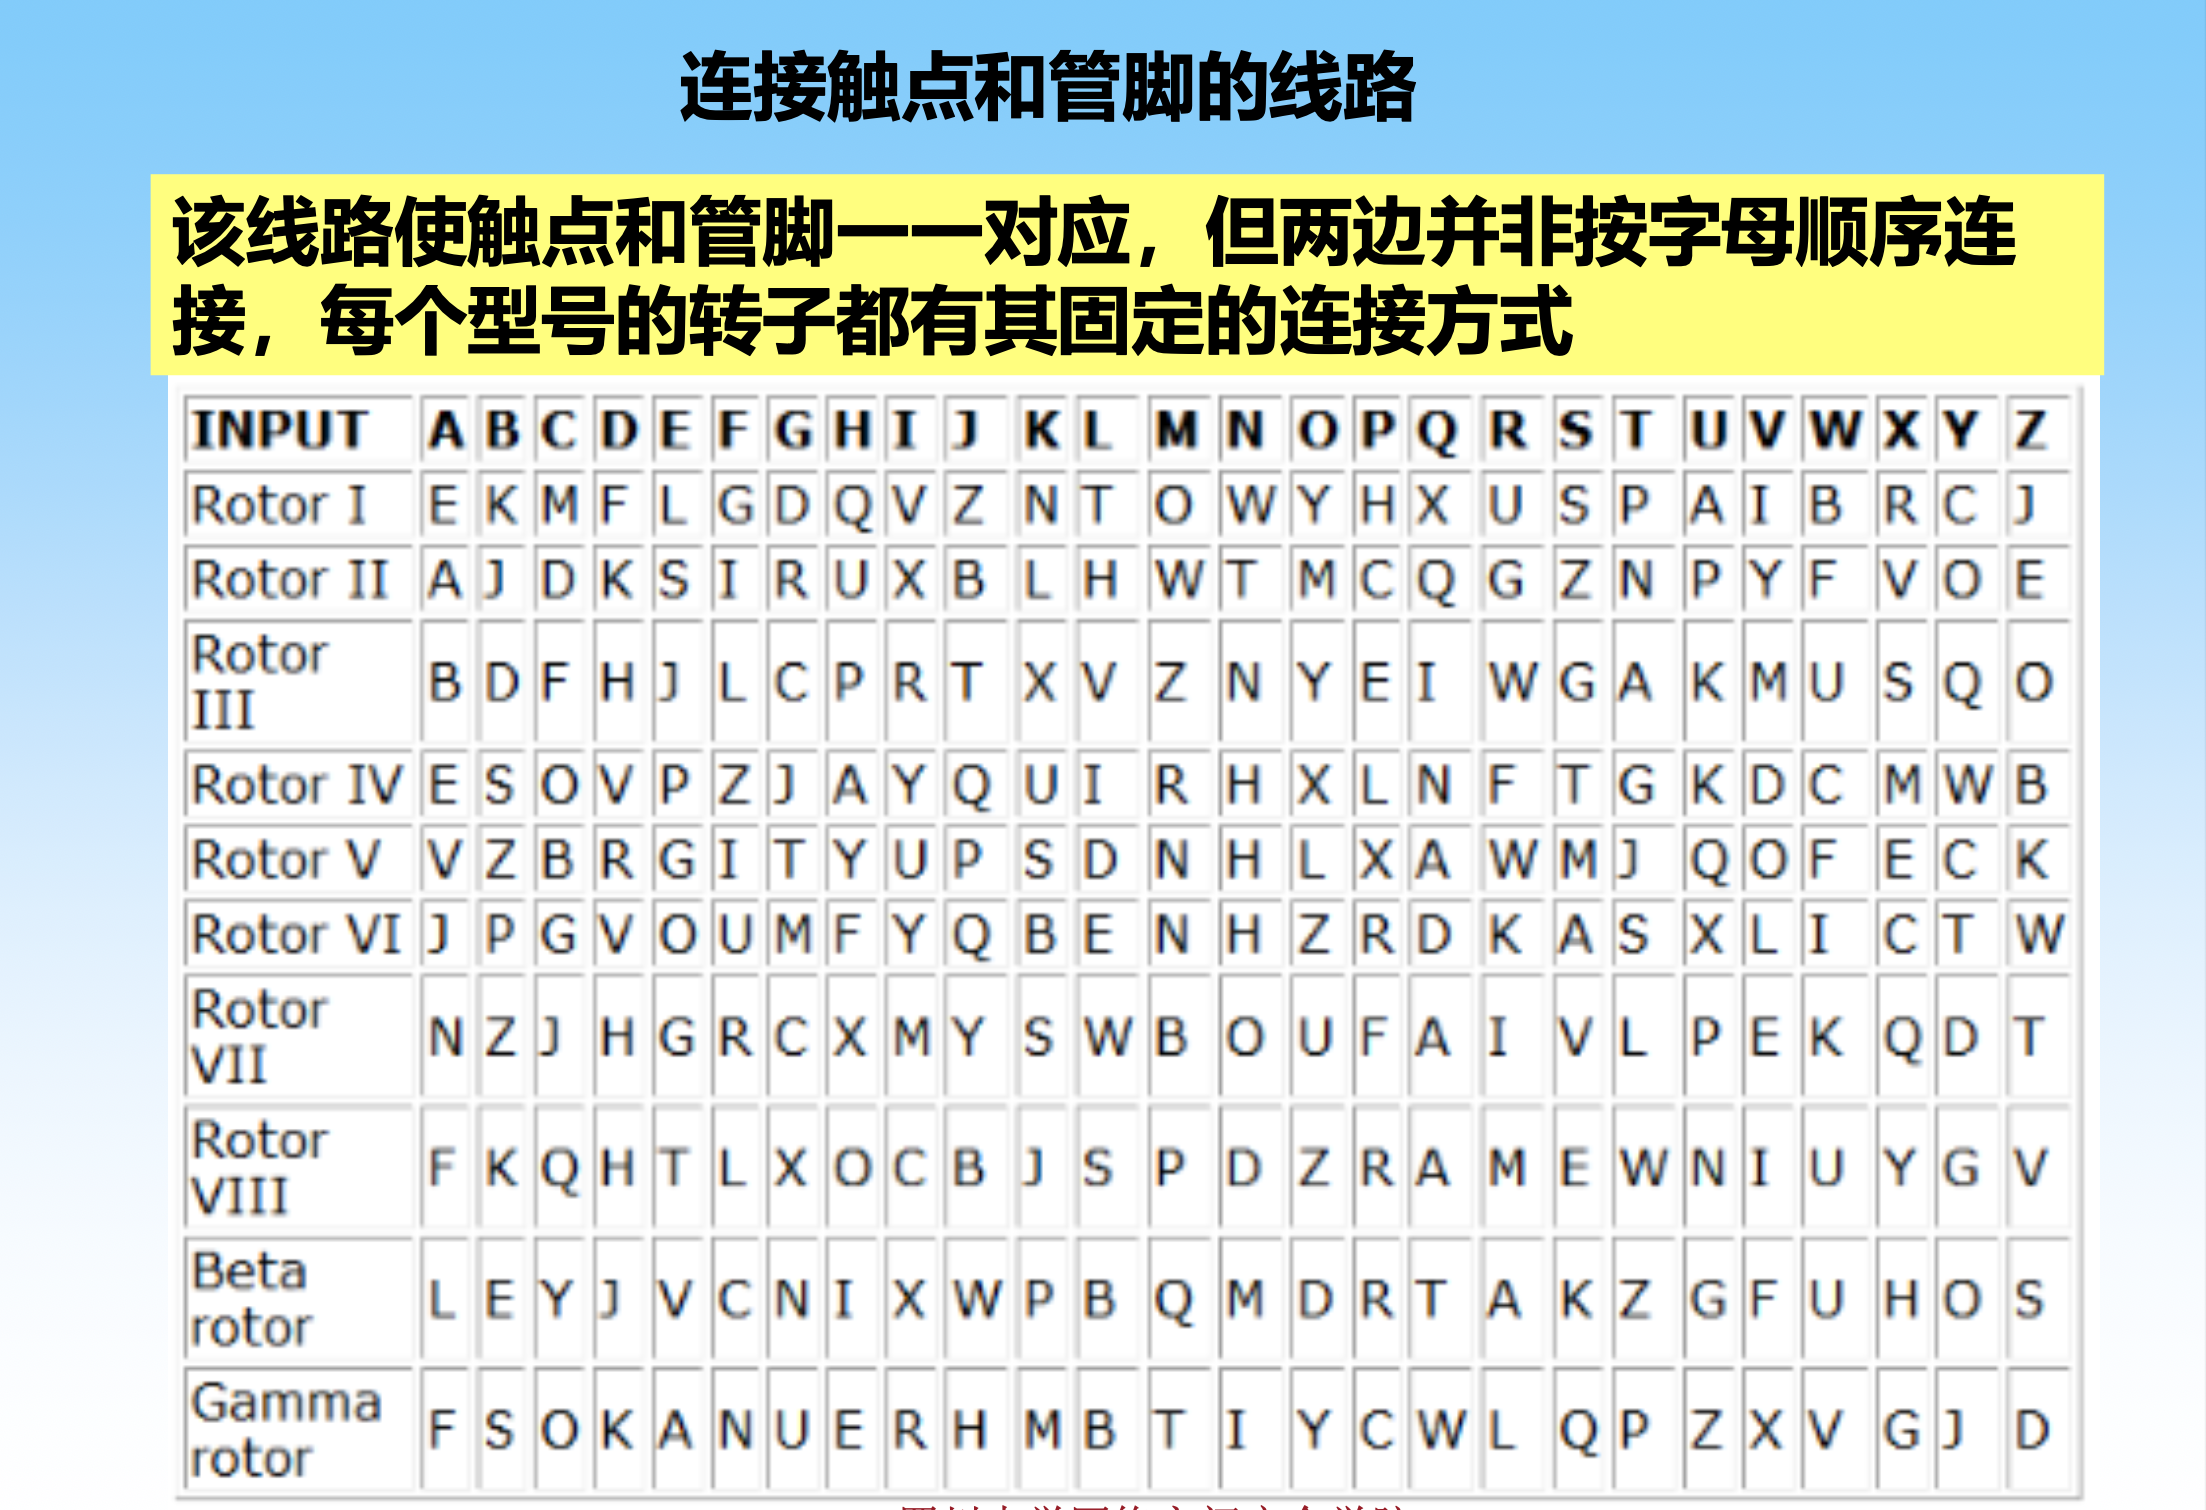 连接触点和管脚的线路
该线路使触点和管脚一一对应，但两边并非按字母顺序连
接，每个型号的转子都有其固定的连接方式
INPUT A B C D E F G H I J K L M N O P Q R S T U V W X Y Z
Rotor I E K M F L G D Q V Z N T O W Y H X U S P A I B R C J
Rotor II A J D K S I R U X B L H W T M C Q G Z N P Y F V O E
Rotor
III B D F H J L C P R T X V Z N Y E I W G A K M U S Q O
Rotor IV E S O V P Z J A Y Q U I R H X L N F T G K D C M W B
Rotor V V Z B R G I T Y U P S D N H L X A W M J Q O F E C K
Rotor VI J P G V O U M F Y Q B E N H Z R D K A S X L I C T W
Rotor
VII N Z J H G R C X M Y S W B O U F A I V L P E K Q D T
Rotor
VIII F K Q H T L X O C B J S P D Z R A M E W N I U Y G V
Beta
rotor L E Y J V C N I X W P B Q M D R T A K Z G F U H O S
Gamma
rotor F S O K A N U E R H M B T I Y C W L Q P Z X V G J D